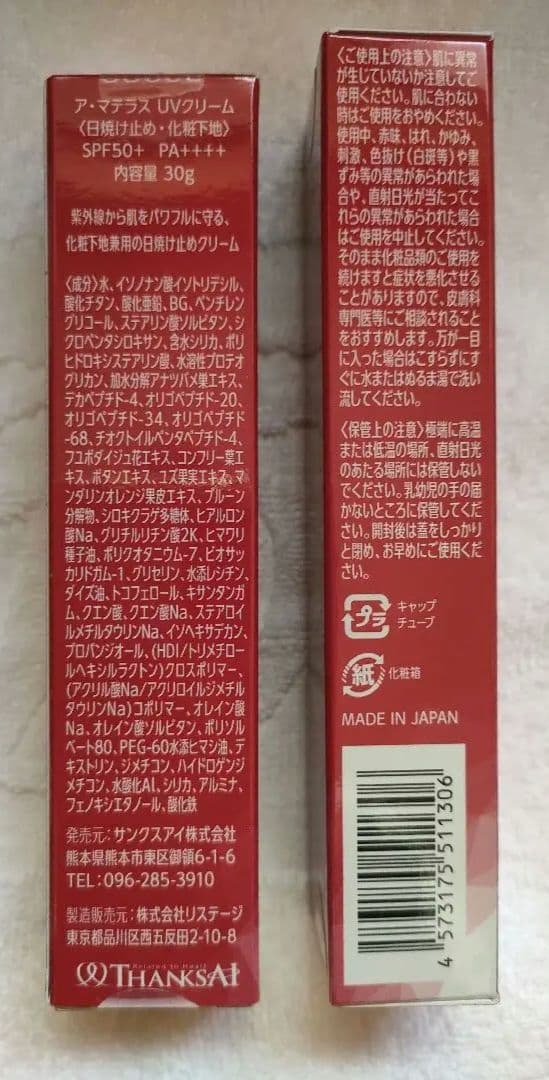 ア・マテラス UVクリーム
〈日焼け止め・化粧下地〉
SPF50+ PA++++
内容量 30g
紫外線から肌をパワフルに守る、
化粧下地兼用の日焼け止めクリーム
〈成分〉水、イソノナン酸イソトリデシル、
酸化チタン、酸化亜鉛、BG、ペンチレン
グリコール、ステアリン酸ソルビタン、シ
クロペンタシロキサン、含水シリカ、ポリ
ヒドロキシステアリン酸、水溶性プロテオ
グリカン、加水分解アナツバメ巣エキス、
デカペプチド-4、オリゴペプチド-20、
オリゴペプチド-34、オリゴペプチド
-68、チオクトイルペンタペプチド-4、
フユボダイジュ花エキス、コンフリー葉エ
キス、ボタンエキス、ユズ果実エキス、マ
ンダリンオレンジ果皮エキス、プルーン
分解物、シロキクラゲ多糖体、ヒアルロン
酸Na、グリチルリチン酸2K、ヒマワリ
種子油、ポリクオタニウム-7、ビオサッ
カリドガム-1、グリセリン、水添レシチン、
ダイズ油、トコフェロール、キサンタンガ
ム、クエン酸、クエン酸Na、ステアロイ
ルメチルタウリンNa、イソヘキサデカン、
プロパンジオール、(HDI/トリメチロー
ルヘキシルラクトン)クロスポリマー、
(アクリル酸Na/アクリロイルジメチル
タウリンNa)コポリマー、オレイン酸
Na、オレイン酸ソルビタン、ポリソル
ベート80、PEG-60水添ヒマシ油、デ
キストリン、ジメチコン、ハイドロゲンジ
メチコン、水酸化Al、シリカ、アルミナ、
フェノキシエタノール、酸化鉄
発売元:サンクスアイ株式会社
熊本県熊本市東区御領6-1-6
TEL:096-285-3910
製造販売元:株式会社リステージ
東京都品川区西五反田2-10-8
Related to Heart
THANKSAI
〈ご使用上の注意〉肌に異常
が生じていないか注意してご
使用ください。肌に合わない
時はご使用をおやめください。
使用中、赤味、はれ、かゆみ、
刺激、色抜け(白斑等)や黒
ずみ等の異常があらわれた場
合や、直射日光が当たってこ
れらの異常があらわれた場合
はご使用を中止してください。
そのまま化粧品類のご使用を
続けますと症状を悪化させる
ことがありますので、皮膚科
専門医等にご相談されること
をおすすめします。万が一目
に入った場合はこすらずにす
ぐに水またはぬるま湯で洗い
流してください。
〈保管上の注意〉極端に高温
または低温の場所、直射日光
のあたる場所には保管しない
でください。乳幼児の手の届
かないところに保管してくだ
さい。開封後は蓋をしっかり
と閉め、お早めにご使用くだ
さい。
プラ
キャップ
チューブ
紙
化粧箱
MADE IN JAPAN
4 573175 511306